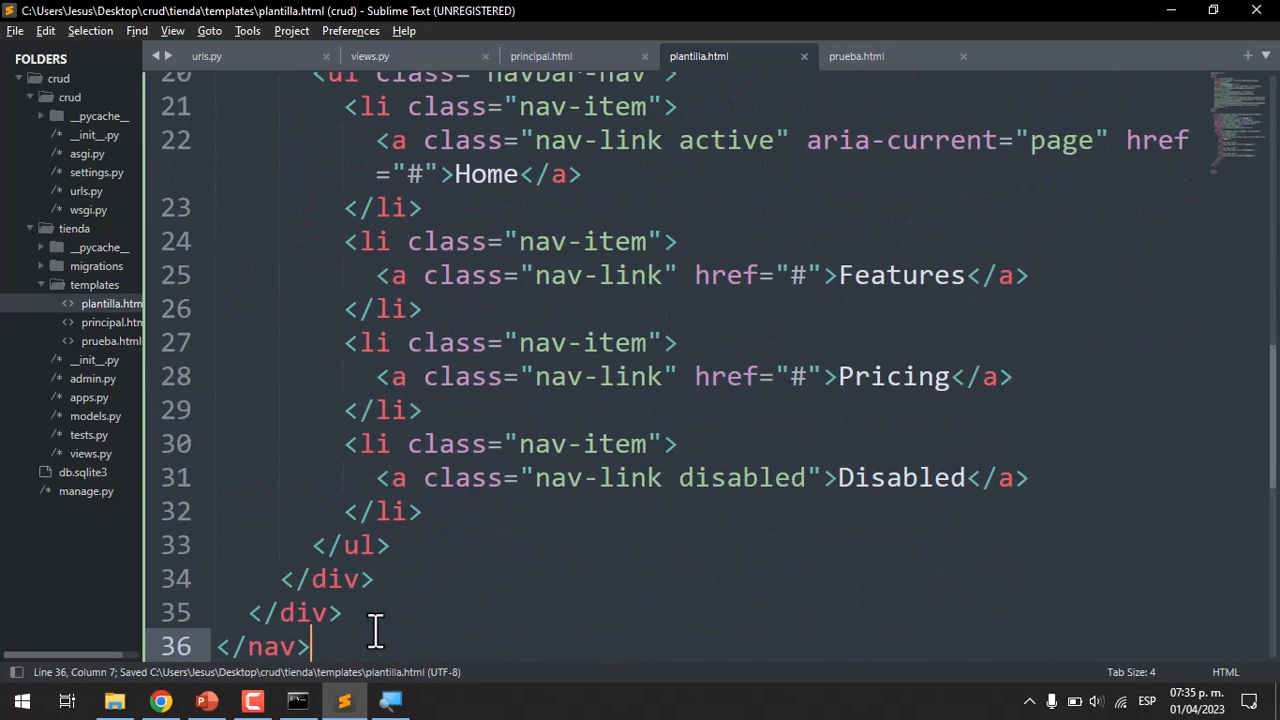 C:\Users\Jesus\Desktop\crud\tienda\templates\plantilla.html (crud) - Sublime Text (UNREGISTERED)
File Edit Selection Find View Goto Tools Project Preferences Help
FOLDERS
crud
crud
__pycache__
__init__.py
asgi.py
settings.py
urls.py
wsgi.py
tienda
__pycache__
migrations
templates
plantilla.htm
principal.htm
prueba.html
__init__.py
admin.py
apps.py
models.py
tests.py
views.py
db.sqlite3
manage.py
urls.py views.py principal.html plantilla.html prueba.html
20 <ul class="navbar-nav">
21 <li class="nav-item">
22 <a class="nav-link active" aria-current="page" href
="#">Home</a>
23 </li>
24 <li class="nav-item">
25 <a class="nav-link" href="#">Features</a>
26 </li>
27 <li class="nav-item">
28 <a class="nav-link" href="#">Pricing</a>
29 </li>
30 <li class="nav-item">
31 <a class="nav-link disabled">Disabled</a>
32 </li>
33 </ul>
34 </div>
35 </div>
36 </nav>
Line 36, Column 7; Saved C:\Users\Jesus\Desktop\crud\tienda\templates\plantilla.html (UTF-8) Tab Size: 4 HTML
ESP
07:35 p. m.
01/04/2023